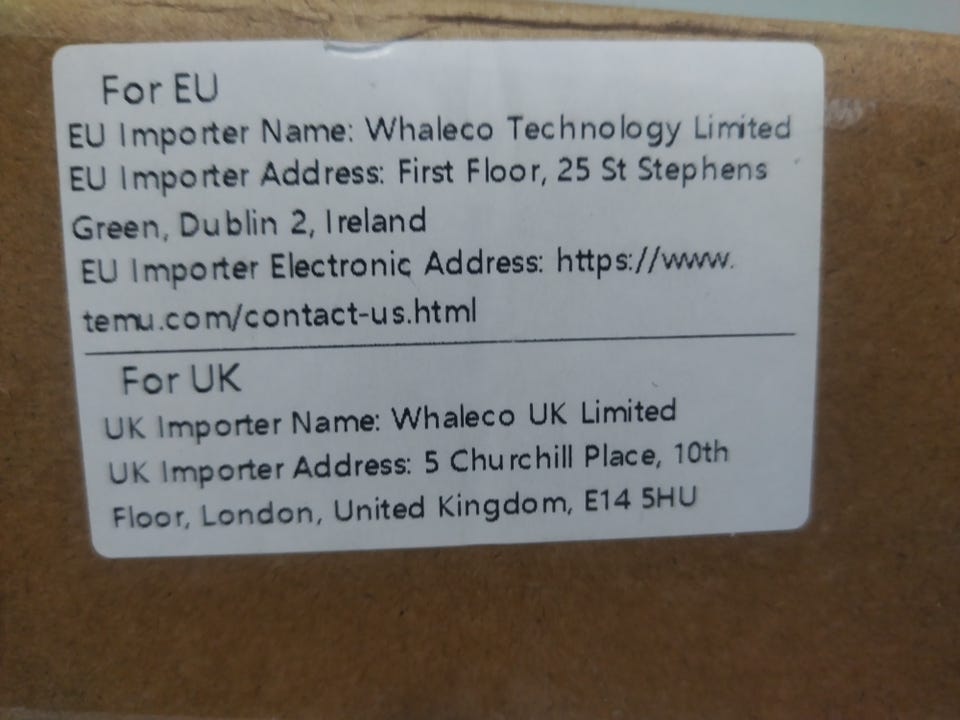 For EU
EU Importer Name: Whaleco Technology Limited
EU Importer Address: First Floor, 25 St Stephens
Green, Dublin 2, Ireland
EU Importer Electronic Address: https://www.
temu.com/contact-us.html
For UK
UK Importer Name: Whaleco UK Limited
UK Importer Address: 5 Churchill Place, 10th
Floor, London, United Kingdom, E14 5HU